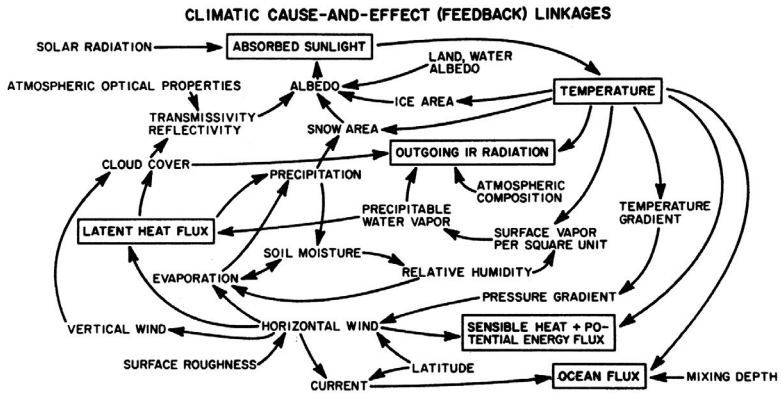 CLIMATIC CAUSE-AND-EFFECT (FEEDBACK) LINKAGES
SOLAR RADIATION
ABSORBED SUNLIGHT
LAND, WATER
ALBEDO
ATMOSPHERIC OPTICAL PROPERTIES
ALBEDO
ICE AREA
TEMPERATURE
TRANSMISSIVITY
REFLECTIVITY
SNOW AREA
CLOUD COVER
PRECIPITATION
OUTGOING IR RADIATION
ATMOSPHERIC
COMPOSITION
PRECIPITABLE
WATER VAPOR
TEMPERATURE
GRADIENT
LATENT HEAT FLUX
SURFACE VAPOR
PER SQUARE UNIT
SOIL MOISTURE
EVAPORATION
RELATIVE HUMIDITY
PRESSURE GRADIENT
VERTICAL WIND
HORIZONTAL WIND
SENSIBLE HEAT + PO-
TENTIAL ENERGY FLUX
SURFACE ROUGHNESS
LATITUDE
CURRENT
OCEAN FLUX
MIXING DEPTH